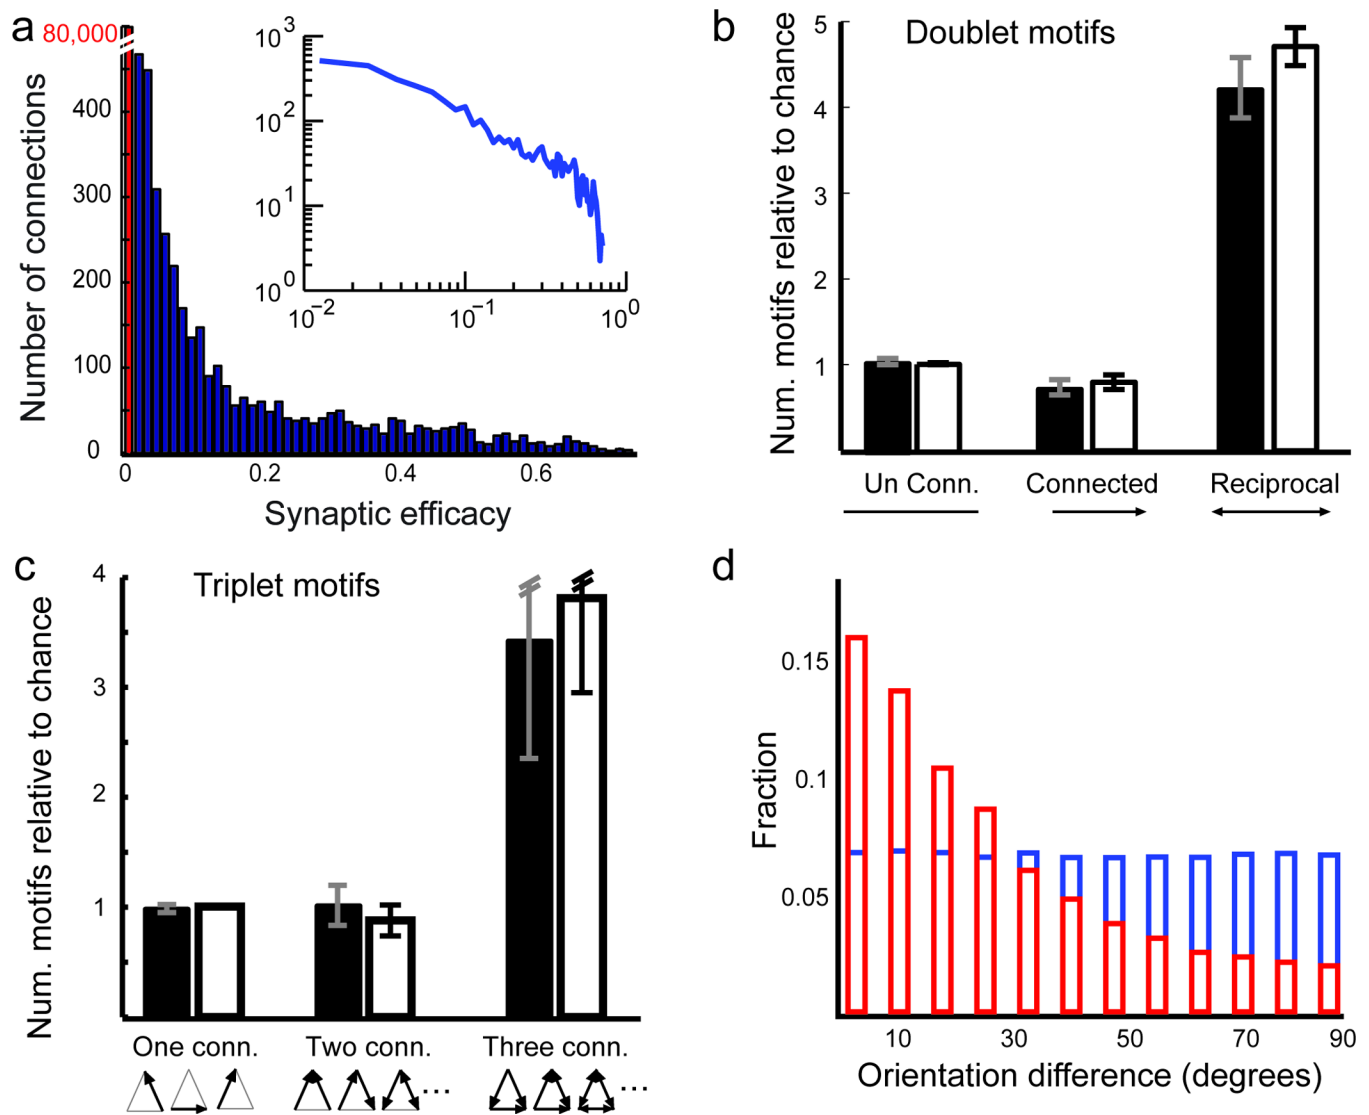 a
80,000
400
300
200
100
0
Number of connections
0 0.2 0.4 0.6
Synaptic efficacy
10^3
10^2
10^1
10^0
10^-2 10^-1 10^0
b
Doublet motifs
Num. motifs relative to chance
5
4
3
2
1
Un Conn. Connected Reciprocal
c
Triplet motifs
Num. motifs relative to chance
4
3
2
1
One conn. Two conn. Three conn.
... ...
d
Fraction
0.15
0.1
0.05
10 30 50 70 90
Orientation difference (degrees)